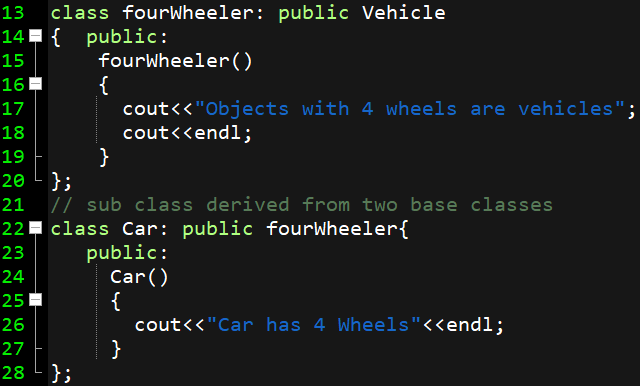 13 class fourWheeler: public Vehicle
14 {  public:
15     fourWheeler()
16     {
17       cout<<"Objects with 4 wheels are vehicles";
18       cout<<endl;
19     }
20 };
21 // sub class derived from two base classes
22 class Car: public fourWheeler{
23    public:
24      Car()
25      {
26        cout<<"Car has 4 Wheels"<<endl;
27      }
28 };